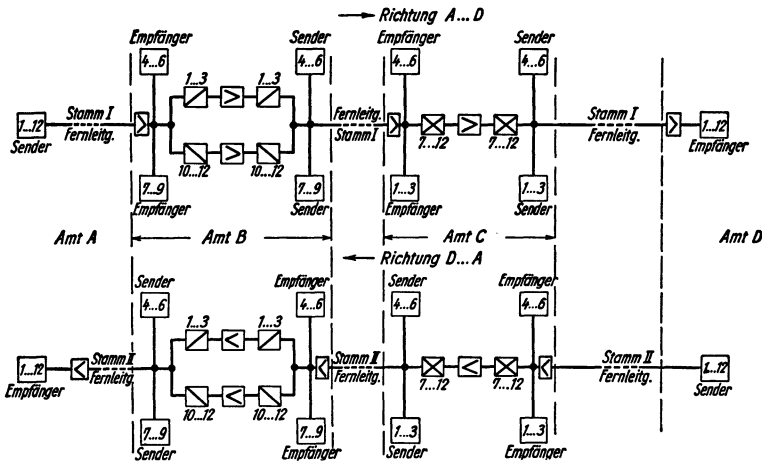 Richtung A...D
Empfänger
Sender
Empfänger
Sender
4...6
4...6
4...6
4...6
1...3
1...3
1...12
Stamm I
Fernleitg.
Sender
Fernleitg.
Stamm I
7...12
7...12
Stamm I
Fernleitg.
1...12
Empfänger
10...12
10...12
7...9
7...9
1...3
1...3
Empfänger
Sender
Empfänger
Sender
Amt A
Amt B
Amt C
Amt D
Richtung D...A
Sender
Empfänger
Sender
Empfänger
4...6
4...6
4...6
4...6
1...3
1...3
1...12
Empfänger
Stamm II
Fernleitg.
Stamm II
Fernleitg.
7...12
7...12
Stamm II
Fernleitg.
1...12
Sender
10...12
10...12
7...9
7...9
1...3
1...3
Sender
Empfänger
Sender
Empfänger